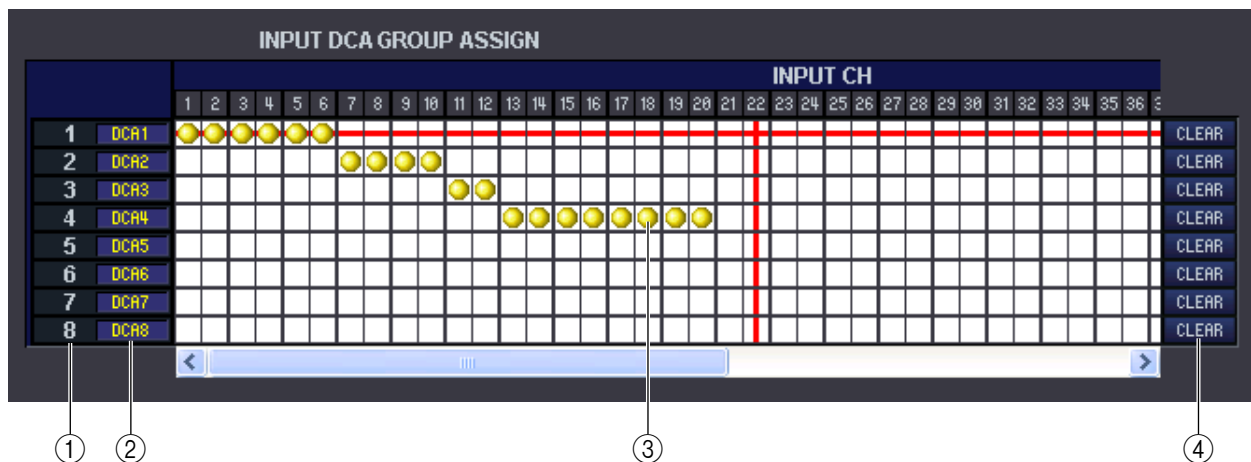 INPUT DCA GROUP ASSIGN
INPUT CH
1 2 3 4 5 6 7 8 9 10 11 12 13 14 15 16 17 18 19 20 21 22 23 24 25 26 27 28 29 30 31 32 33 34 35 36
1 DCA1 CLEAR
2 DCA2 CLEAR
3 DCA3 CLEAR
4 DCA4 CLEAR
5 DCA5 CLEAR
6 DCA6 CLEAR
7 DCA7 CLEAR
8 DCA8 CLEAR
① ② ③ ④